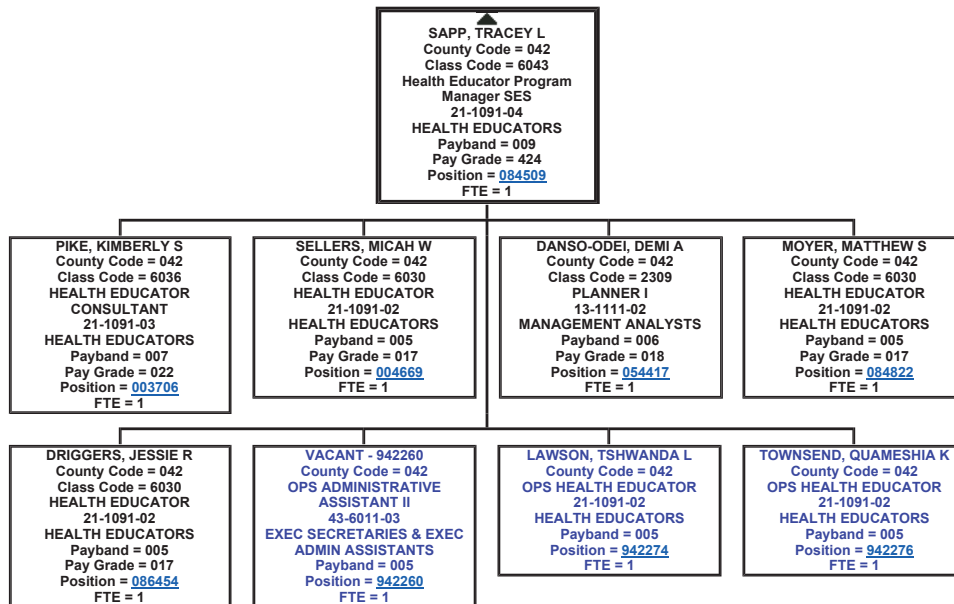 SAPP, TRACEY L
County Code = 042
Class Code = 6043
Health Educator Program
Manager SES
21-1091-04
HEALTH EDUCATORS
Payband = 009
Pay Grade = 424
Position = 084509
FTE = 1
PIKE, KIMBERLY S
County Code = 042
Class Code = 6036
HEALTH EDUCATOR
CONSULTANT
21-1091-03
HEALTH EDUCATORS
Payband = 007
Pay Grade = 022
Position = 003706
FTE = 1
SELLERS, MICAH W
County Code = 042
Class Code = 6030
HEALTH EDUCATOR
21-1091-02
HEALTH EDUCATORS
Payband = 005
Pay Grade = 017
Position = 004669
FTE = 1
DANSO-ODEI, DEMI A
County Code = 042
Class Code = 2309
PLANNER I
13-1111-02
MANAGEMENT ANALYSTS
Payband = 006
Pay Grade = 018
Position = 054417
FTE = 1
MOYER, MATTHEW S
County Code = 042
Class Code = 6030
HEALTH EDUCATOR
21-1091-02
HEALTH EDUCATORS
Payband = 005
Pay Grade = 017
Position = 084822
FTE = 1
DRIGGERS, JESSIE R
County Code = 042
Class Code = 6030
HEALTH EDUCATOR
21-1091-02
HEALTH EDUCATORS
Payband = 005
Pay Grade = 017
Position = 086454
FTE = 1
VACANT - 942260
County Code = 042
OPS ADMINISTRATIVE
ASSISTANT II
43-6011-03
EXEC SECRETARIES & EXEC
ADMIN ASSISTANTS
Payband = 005
Position = 942260
FTE = 1
LAWSON, TSHWANDA L
County Code = 042
OPS HEALTH EDUCATOR
21-1091-02
HEALTH EDUCATORS
Payband = 005
Position = 942274
FTE = 1
TOWNSEND, QUAMESHIA K
County Code = 042
OPS HEALTH EDUCATOR
21-1091-02
HEALTH EDUCATORS
Payband = 005
Position = 942276
FTE = 1